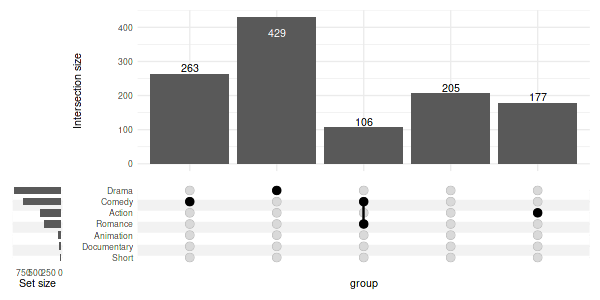 400
300
200
100
0
Intersection size
263
429
106
205
177
Drama
Comedy
Action
Romance
Animation
Documentary
Short
750 500 250 0
Set size
group